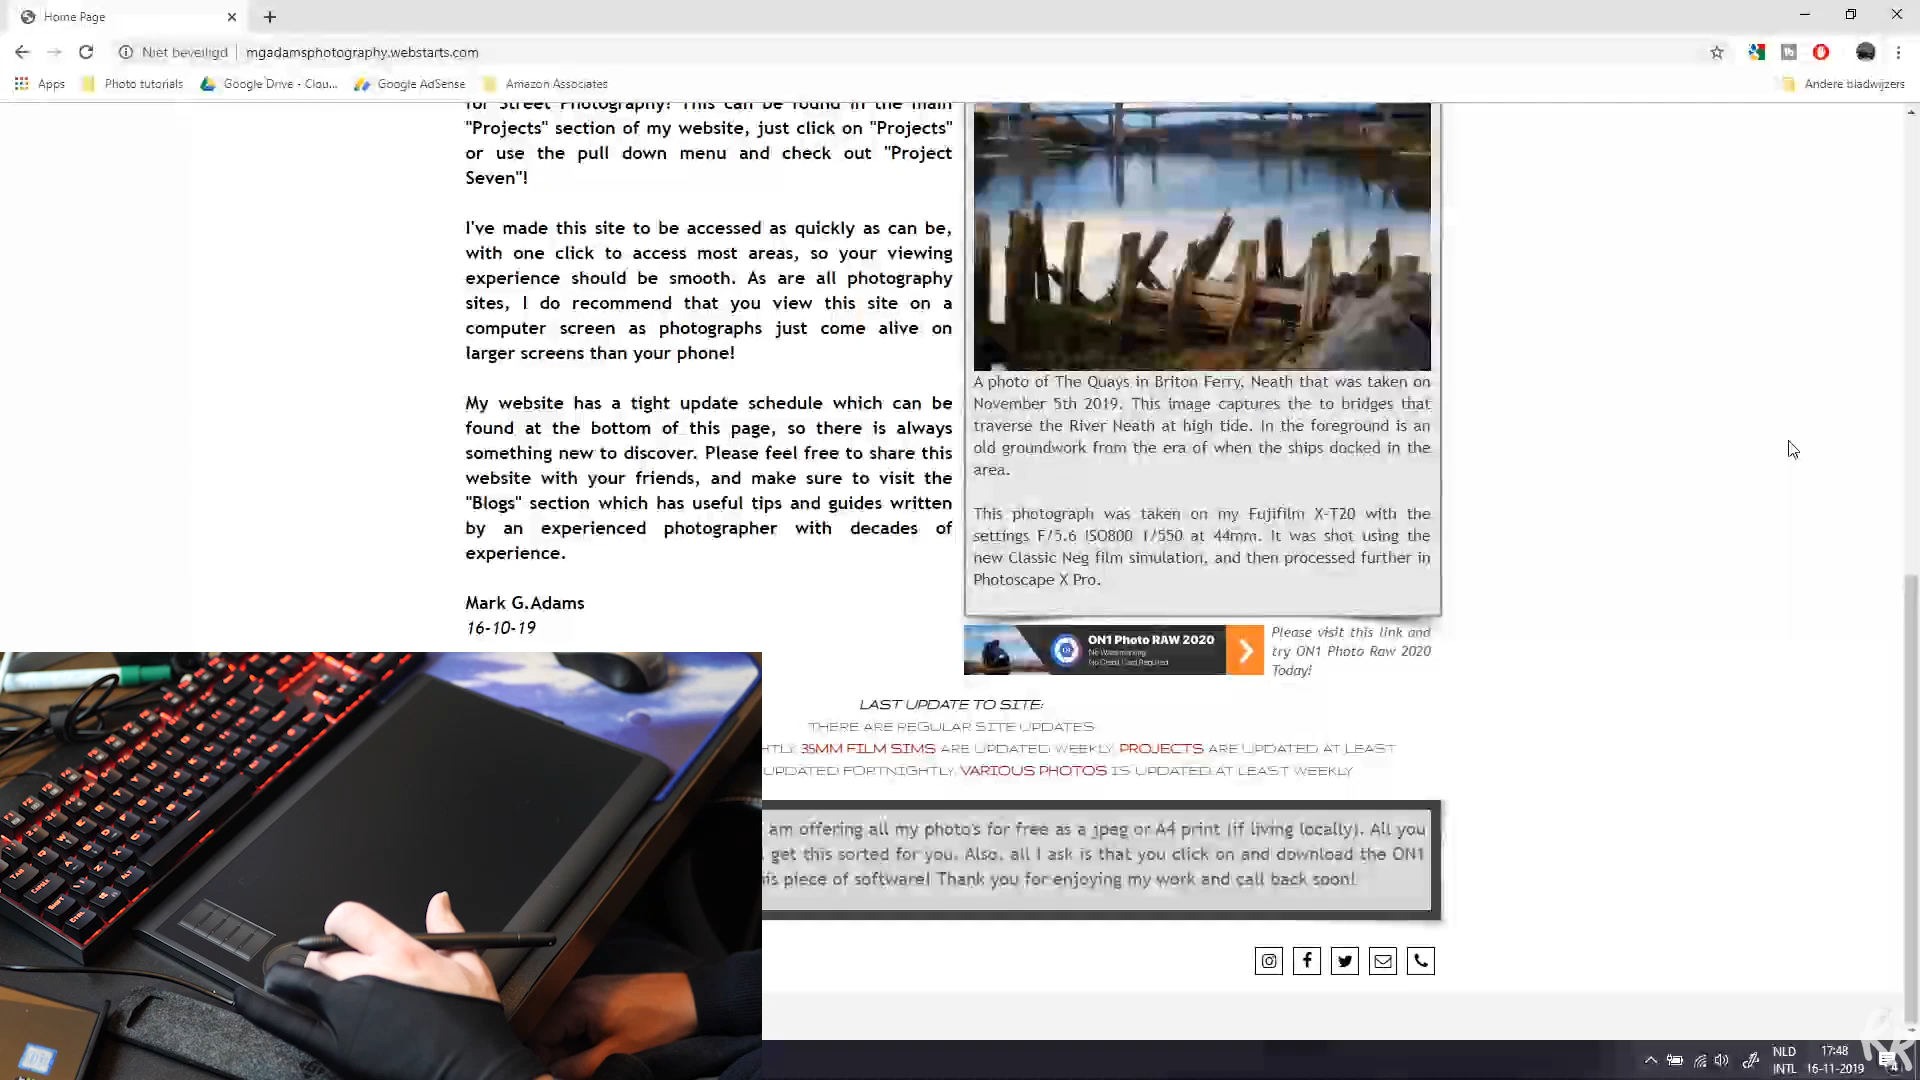 Home Page
Niet beveiligd
mgadamsphotography.webstarts.com
Apps
Photo tutorials
Google Drive - Clou...
Google AdSense
Amazon Associates
Andere bladwijzers
for Street Photography! This can be found in the main
"Projects" section of my website, just click on "Projects"
or use the pull down menu and check out "Project
Seven"!
I've made this site to be accessed as quickly as can be,
with one click to access most areas, so your viewing
experience should be smooth. As are all photography
sites, I do recommend that you view this site on a
computer screen as photographs just come alive on
larger screens than your phone!
My website has a tight update schedule which can be
found at the bottom of this page, so there is always
something new to discover. Please feel free to share this
website with your friends, and make sure to visit the
"Blogs" section which has useful tips and guides written
by an experienced photographer with decades of
experience.
Mark G.Adams
16-10-19
A photo of The Quays in Briton Ferry, Neath that was taken on
November 5th 2019. This image captures the to bridges that
traverse the River Neath at high tide. In the foreground is an
old groundwork from the era of when the ships docked in the
area.
This photograph was taken on my Fujifilm X-T20 with the
settings F/5.6 ISO800 1/550 at 44mm. It was shot using the
new Classic Neg film simulation, and then processed further in
Photoscape X Pro.
ON1 Photo RAW 2020
No Watermarking
No Credit Card Required
Please visit this link and
try ON1 Photo Raw 2020
Today!
LAST UPDATE TO SITE:
THERE ARE REGULAR SITE UPDATES
35MM FILM SIMS ARE UPDATED WEEKLY, PROJECTS ARE UPDATED AT LEAST
UPDATED FORTNIGHTLY, VARIOUS PHOTOS IS UPDATED AT LEAST WEEKLY
am offering all my photo's for free as a jpeg or A4 print (if living locally). All you
get this sorted for you. Also, all I ask is that you click on and download the ON1
piece of software! Thank you for enjoying my work and call back soon!
NLD
INTL
17:48
16-11-2019
4